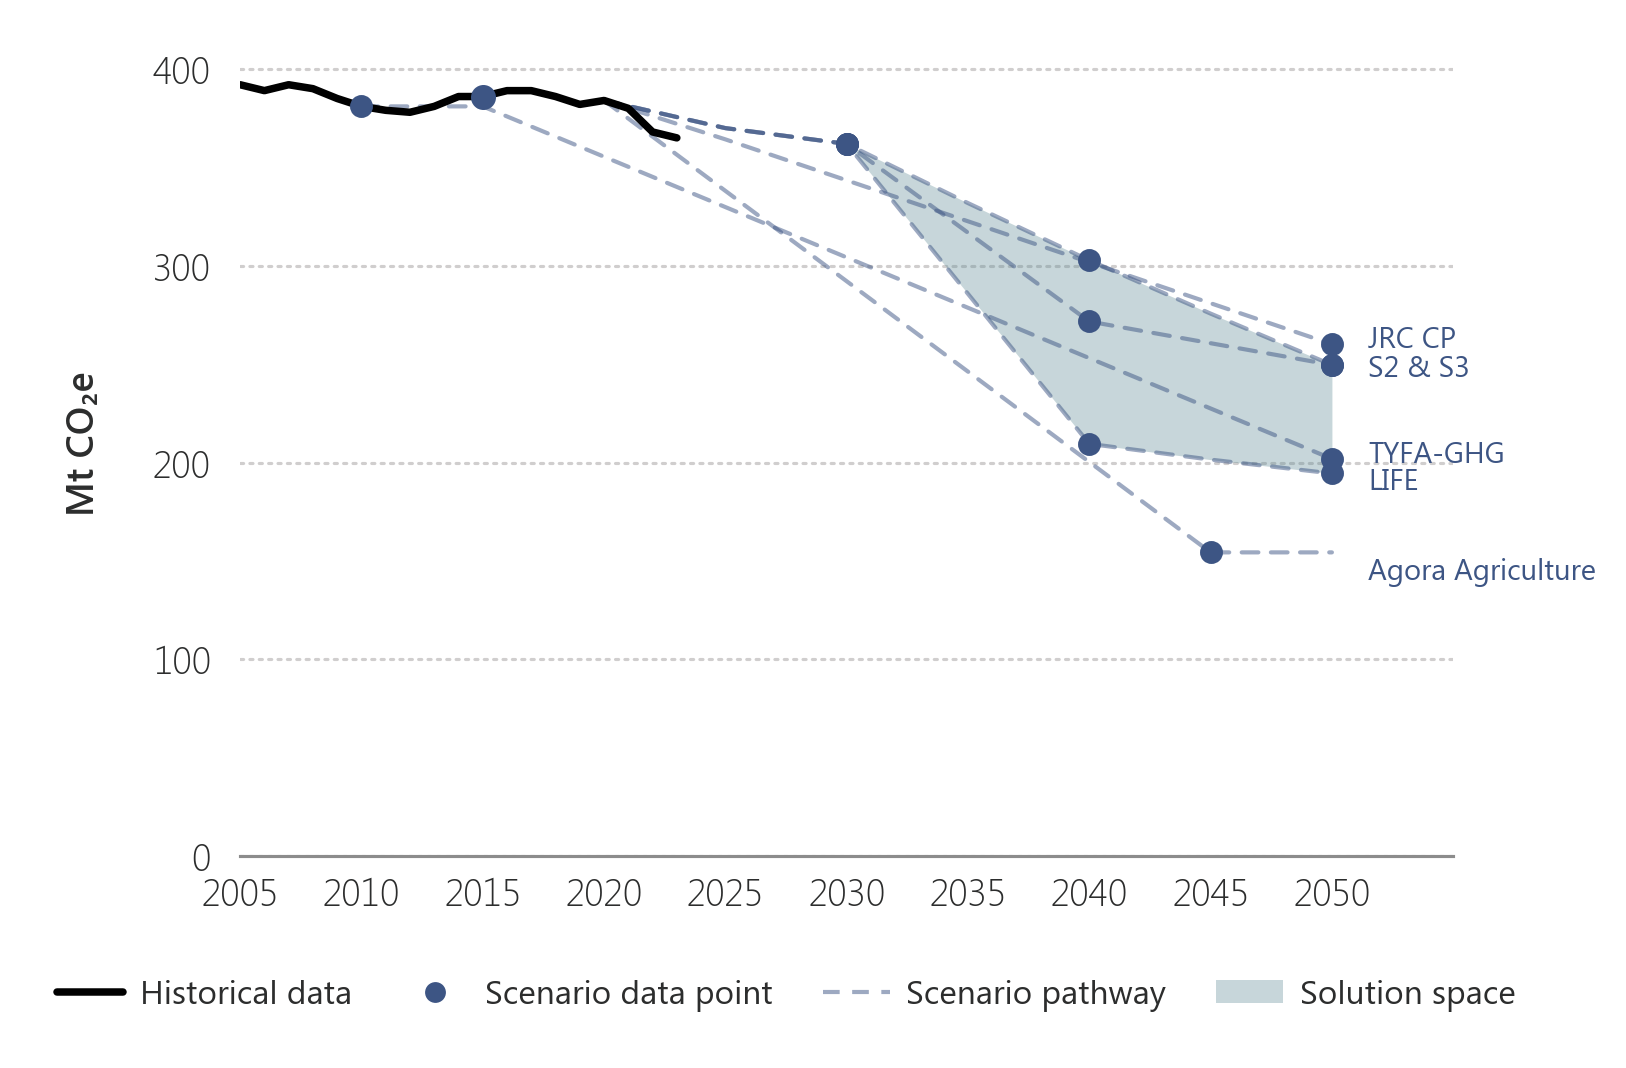 400
300
200
100
0
Mt CO₂e
2005 2010 2015 2020 2025 2030 2035 2040 2045 2050
JRC CP
S2 & S3
TYFA-GHG
LIFE
Agora Agriculture
Historical data Scenario data point Scenario pathway Solution space